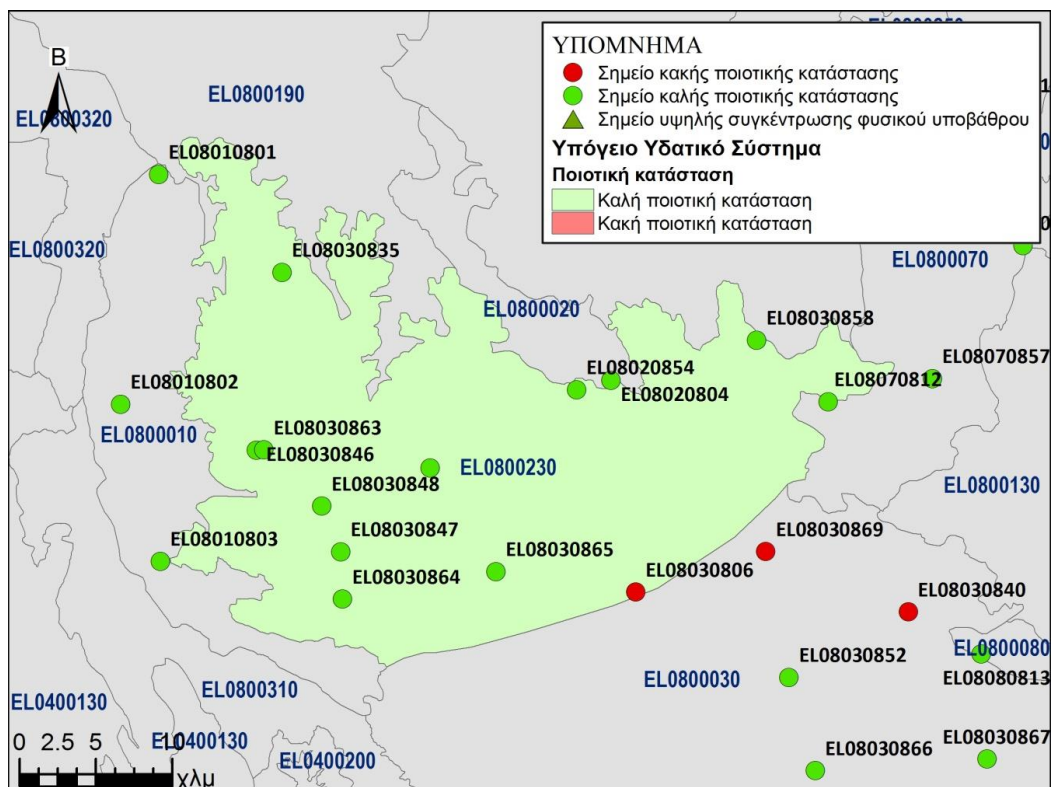 ΥΠΟΜΝΗΜΑ
Σημείο κακής ποιοτικής κατάστασης
Σημείο καλής ποιοτικής κατάστασης
Σημείο υψηλής συγκέντρωσης φυσικού υποβάθρου
Υπόγειο Υδατικό Σύστημα
Ποιοτική κατάσταση
Καλή ποιοτική κατάσταση
Κακή ποιοτική κατάσταση
Β
EL0800190
EL0800320
EL08010801
EL0800320
EL08030835
EL0800070
EL0800020
EL08030858
EL08070857
EL08020854
EL08070812
EL08020804
EL08010802
EL0800010
EL08030863
EL08030846
EL0800230
EL08030848
EL0800130
EL08030847
EL08030869
EL08010803
EL08030865
EL08030806
EL08030864
EL08030840
EL0800080
EL08030852
EL0800030
EL08080813
EL0800310
EL0400130
EL0400130
EL0400200
EL08030867
EL08030866
0 2.5 5 10
χλμ